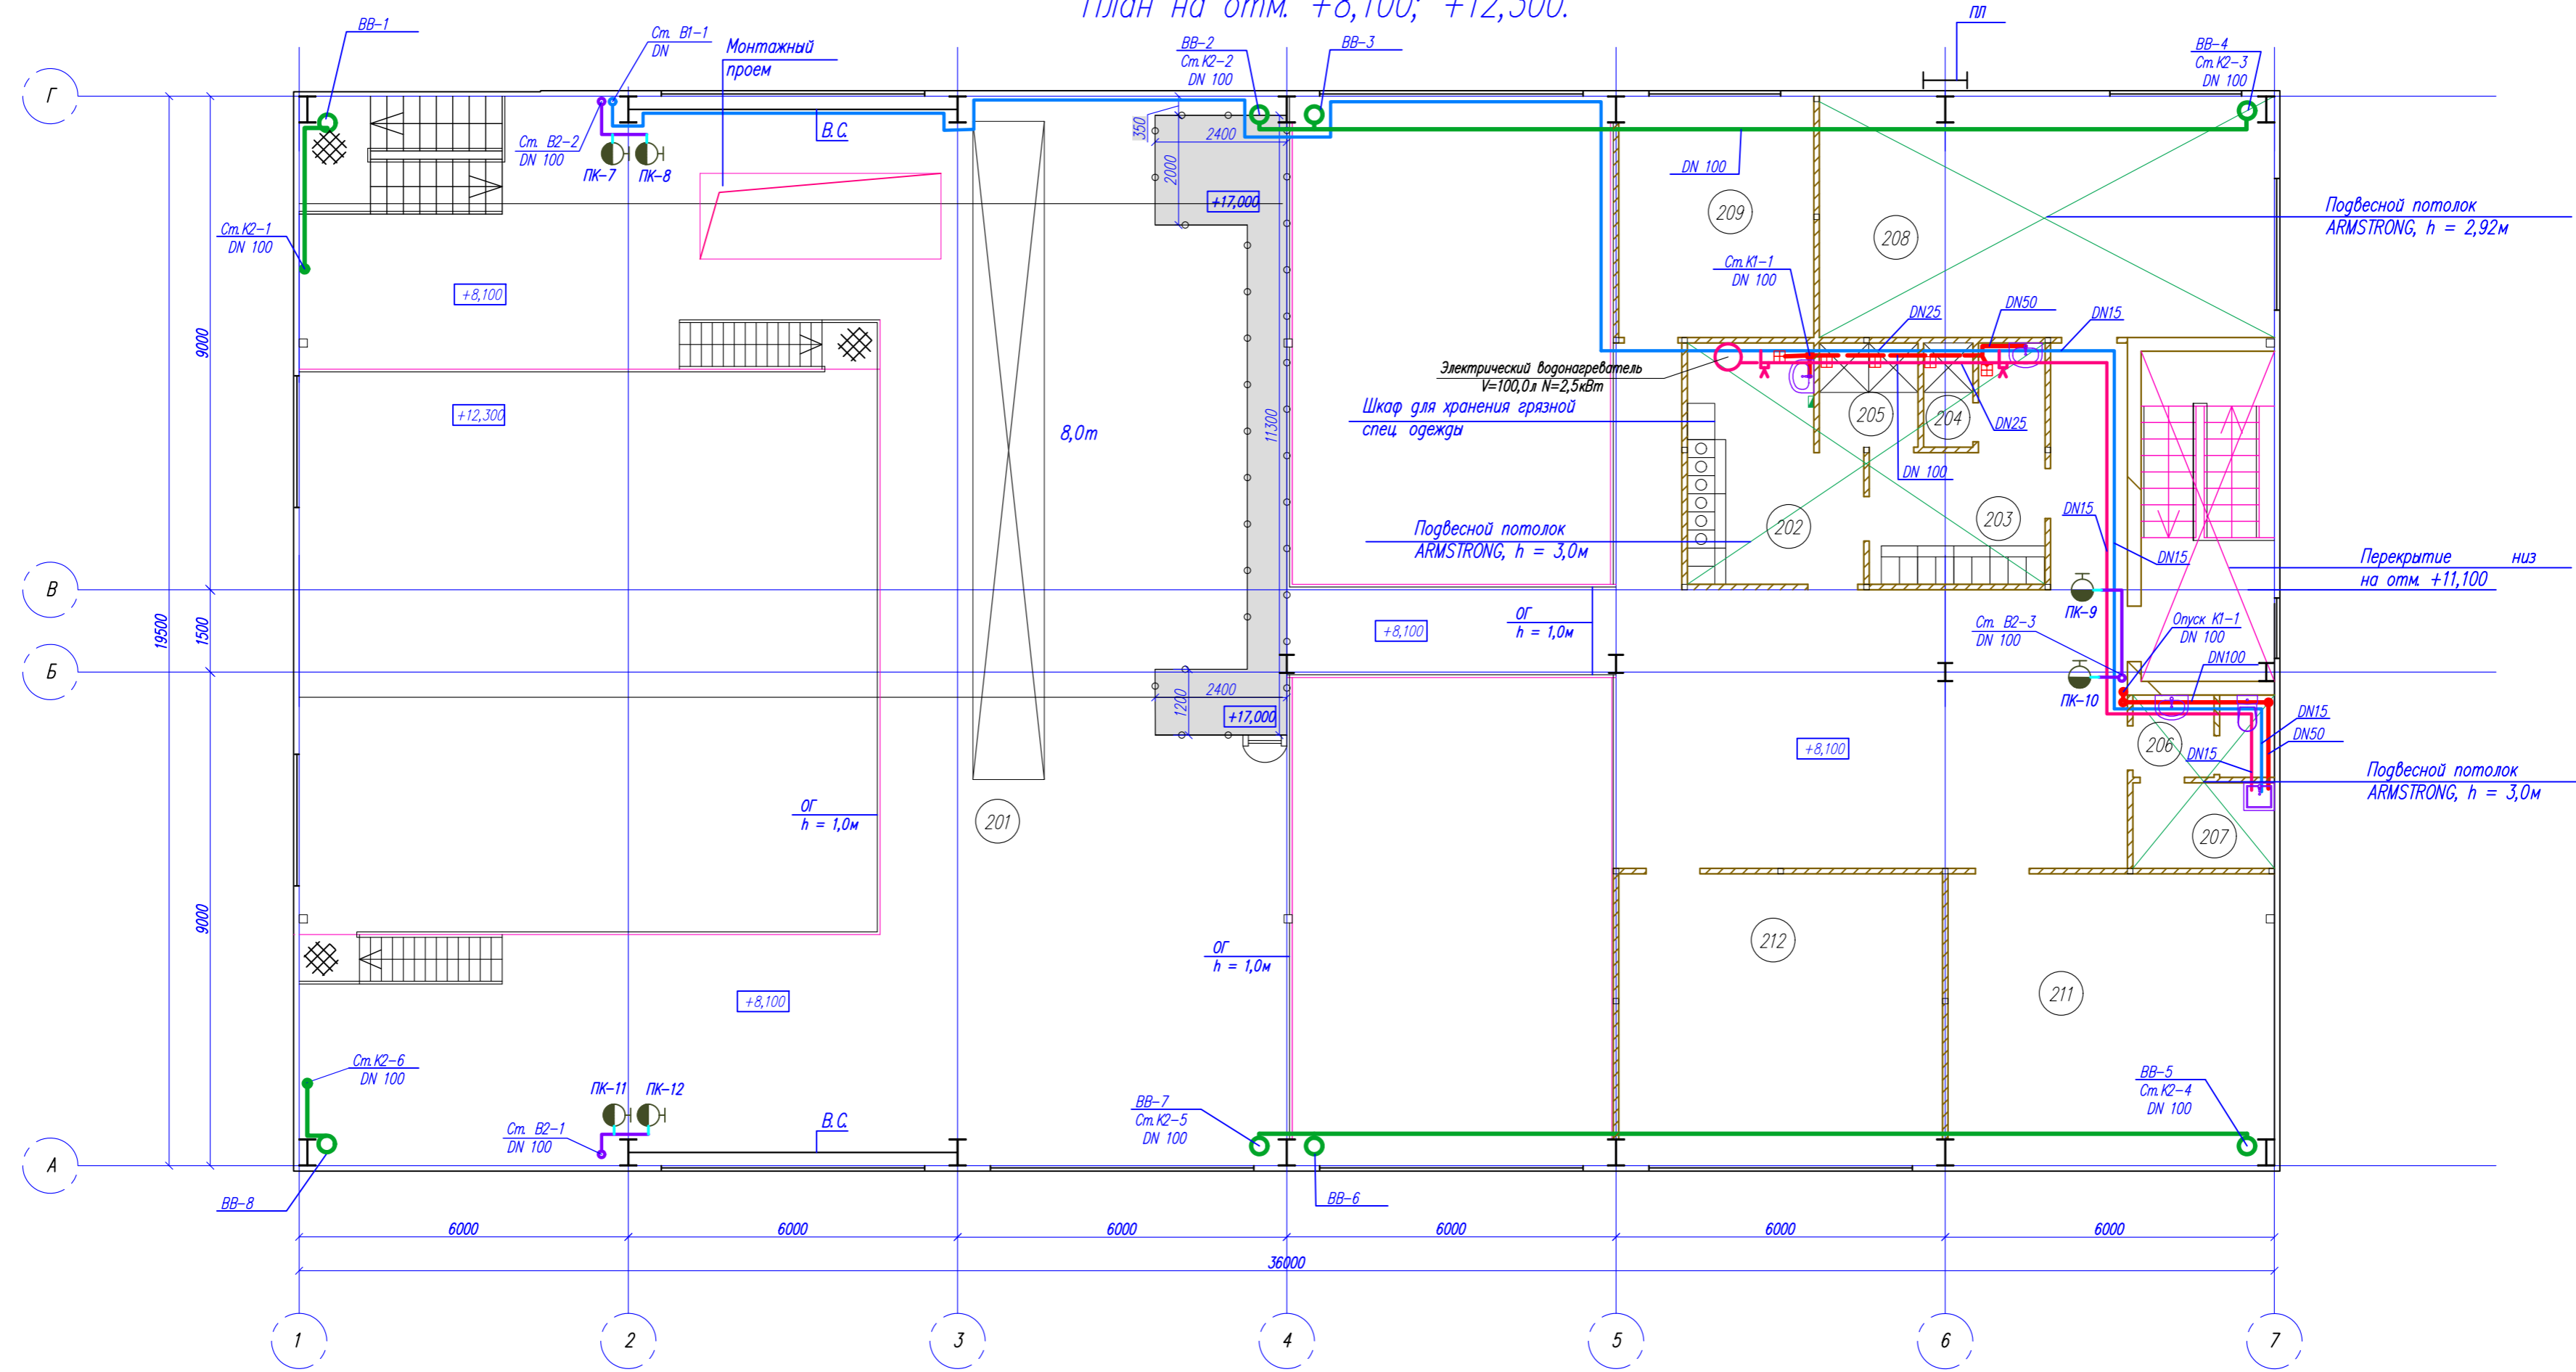 План на отм. +8,100; +12,300.
ВВ-1
Ст. В1-1
DN
Монтажный
проем
ВВ-2
Ст.К2-2
DN 100
ВВ-3
ПЛ
ВВ-4
Ст.К2-3
DN 100
Г
Ст. В2-2
DN 100
ПК-7
ПК-8
В.С.
350
2400
2000
+17,000
DN 100
209
208
Подвесной потолок
ARMSTRONG, h = 2,92м
Ст.К2-1
DN 100
+8,100
Ст.К1-1
DN 100
DN25
DN50
DN15
9000
Электрический водонагреватель
V=100,0л N=2,5кВт
Шкаф для хранения грязной
спец. одежды
+12,300
8,0т
11300
205
204
DN25
DN 100
202
203
Подвесной потолок
ARMSTRONG, h = 3,0м
DN15
DN15
Перекрытие низ
на отм. +11,100
В
19500
1500
ОГ
h = 1,0м
+8,100
ПК-9
Ст. В2-3
DN 100
Опуск К1-1
DN 100
DN100
Б
1200
2400
+17,000
ПК-10
+8,100
206
DN15
DN15
DN50
Подвесной потолок
ARMSTRONG, h = 3,0м
207
ОГ
h = 1,0м
201
9000
ОГ
h = 1,0м
212
211
+8,100
Ст.К2-6
DN 100
ПК-11
ПК-12
Ст. В2-1
DN 100
В.С.
ВВ-7
Ст.К2-5
DN 100
ВВ-5
Ст.К2-4
DN 100
А
ВВ-8
ВВ-6
6000
6000
6000
6000
6000
6000
36000
1
2
3
4
5
6
7